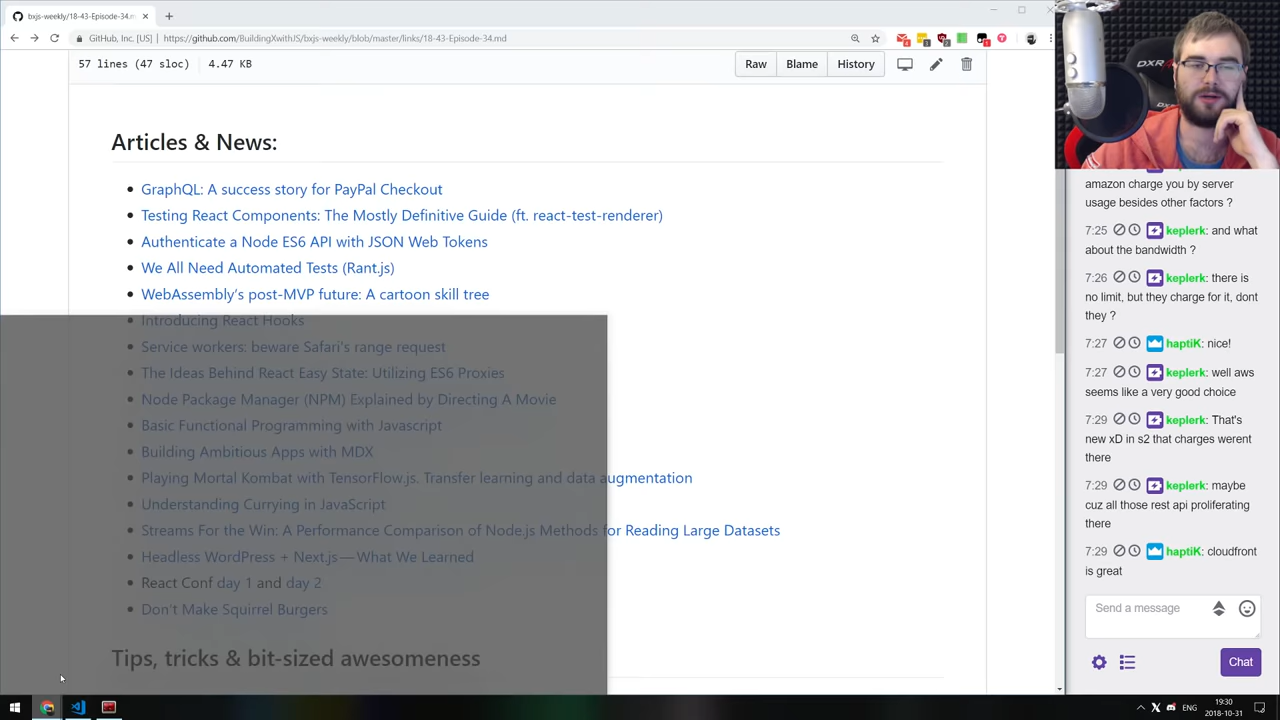 bxjs-weekly/18-43-Episode-34.m
GitHub, Inc. [US]
https://github.com/BuildingXwithJS/bxjs-weekly/blob/master/links/18-43-Episode-34.md
57 lines (47 sloc) 4.47 KB
Raw Blame History
Articles & News:
GraphQL: A success story for PayPal Checkout
Testing React Components: The Mostly Definitive Guide (ft. react-test-renderer)
Authenticate a Node ES6 API with JSON Web Tokens
We All Need Automated Tests (Rant.js)
WebAssembly's post-MVP future: A cartoon skill tree
Introducing React Hooks
Service workers: beware Safari's range request
The Ideas Behind React Easy State: Utilizing ES6 Proxies
Node Package Manager (NPM) Explained by Directing A Movie
Basic Functional Programming with Javascript
Building Ambitious Apps with MDX
Playing Mortal Kombat with TensorFlow.js. Transfer learning and data augmentation
Understanding Currying in JavaScript
Streams For the Win: A Performance Comparison of Node.js Methods for Reading Large Datasets
Headless WordPress + Next.js — What We Learned
React Conf day 1 and day 2
Don't Make Squirrel Burgers
Tips, tricks & bit-sized awesomeness
DXR
amazon charge you by server
usage besides other factors ?
7:25 keplerk: and what
about the bandwidth ?
7:26 keplerk: there is
no limit, but they charge for it, dont
they ?
7:27 haptiK: nice!
7:27 keplerk: well aws
seems like a very good choice
7:29 keplerk: That's
new xD in s2 that charges werent
there
7:29 keplerk: maybe
cuz all those rest api proliferating
there
7:29 haptiK: cloudfront
is great
Send a message
Chat
ENG
19:30
2018-10-31